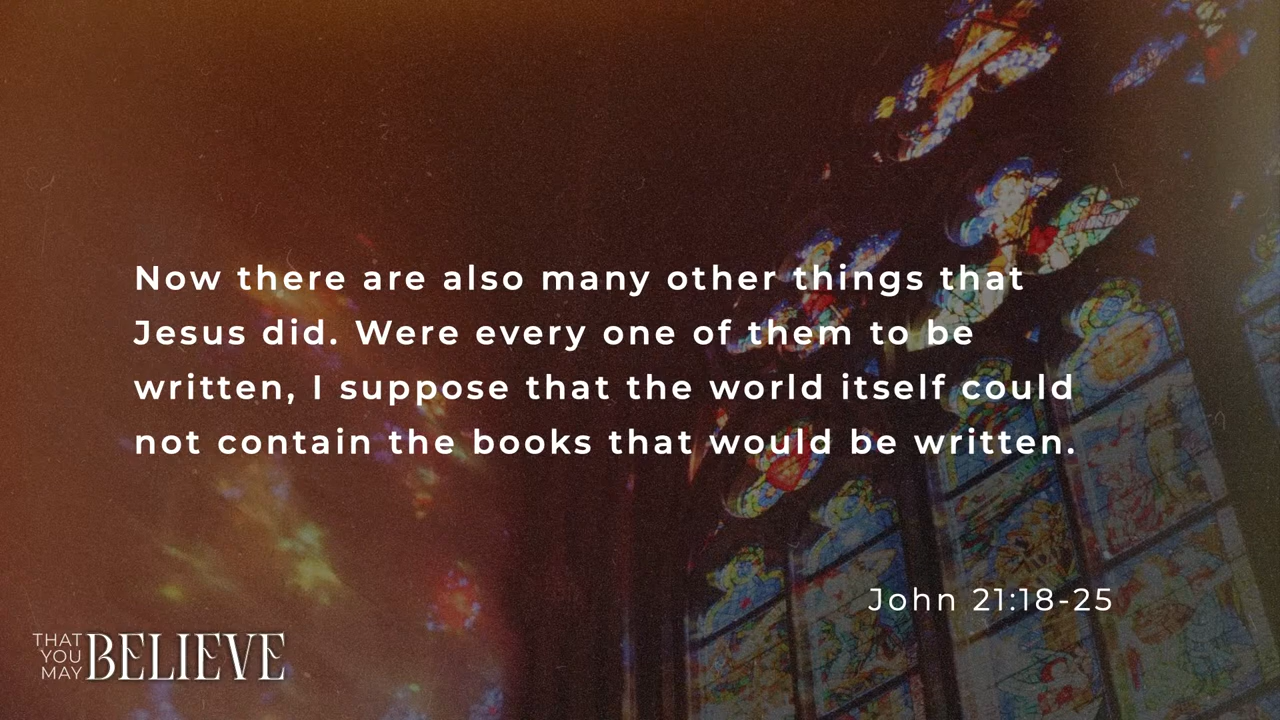 Now there are also many other things that
Jesus did. Were every one of them to be
written, I suppose that the world itself could
not contain the books that would be written.
John 21:18-25
THAT
YOU
MAY
BELIEVE